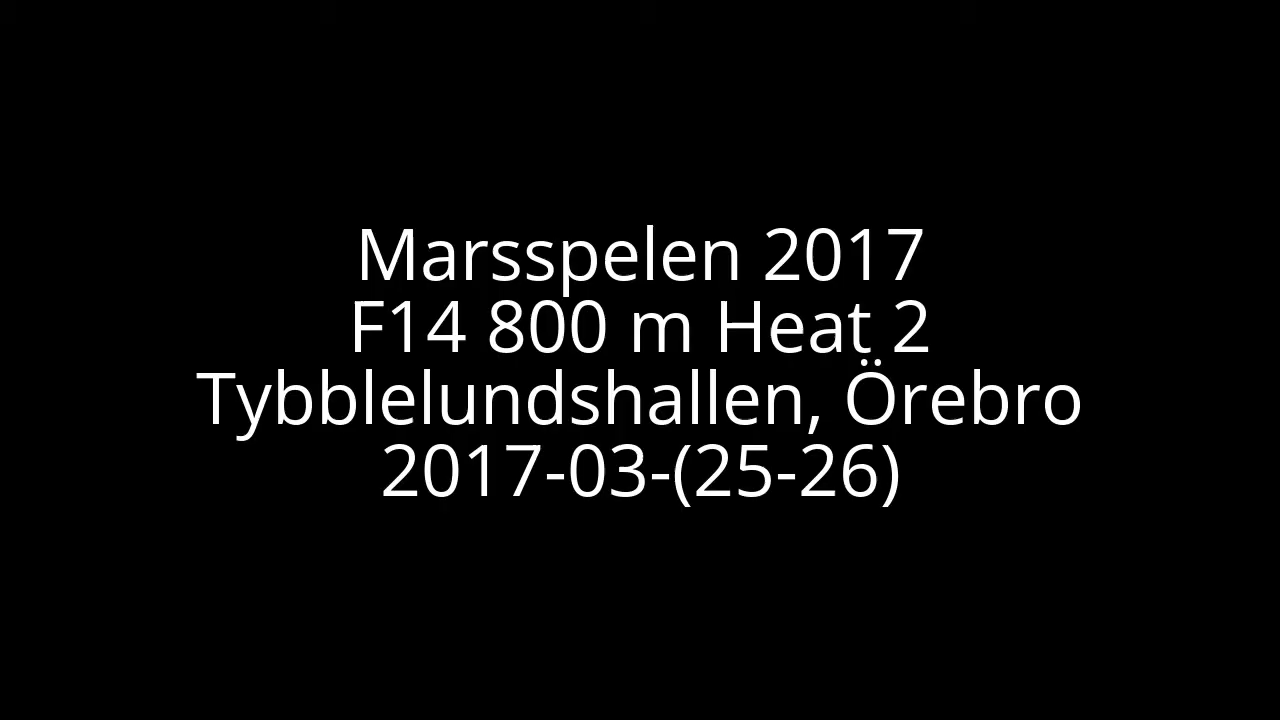 Marsspelen 2017
F14 800 m Heat 2
Tybblelundshallen, Örebro
2017-03-(25-26)